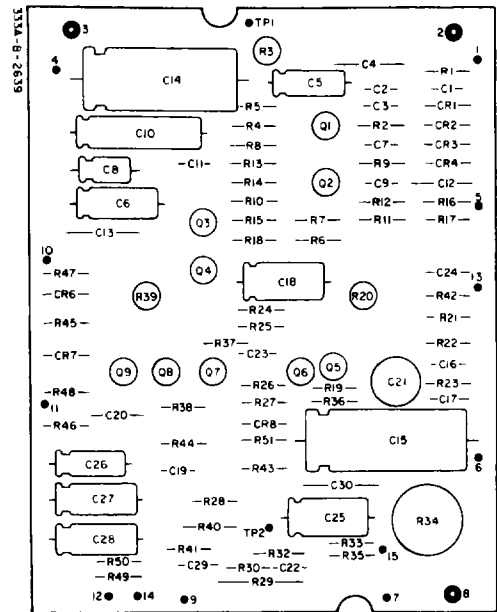 333A-B-2639
3 TP1 2
R3
4 C4 1
R1
C14 C5 C2 C1
R5 C3 CR1
C10 R4 Q1 R2 CR2
R8 C7 CR3
C8 C11 R13 R9 CR4
R14 Q2 C9 C12
C6 R10 R12 R16 5
Q3 R15 R7 R11 R17
C13 R18 R6
10
R47 Q4 C18 C24 13
CR6 R39 R20 R42
R24 R21
R45 R25
R37 R22
CR7 C23 C16
Q9 Q8 Q7 Q6 Q5
R26 R19 C21 R23
R48 R27 R36 C17
11 C20 R38
R46 CR8
R44 R51 C15
C26 C19 R43 6
C30
C27 R28
C25 R34
C28 R40 TP2
R41 R32 R33
R50 R35 15
C29 R30 C22
R49 R29
12 14 9 7 8